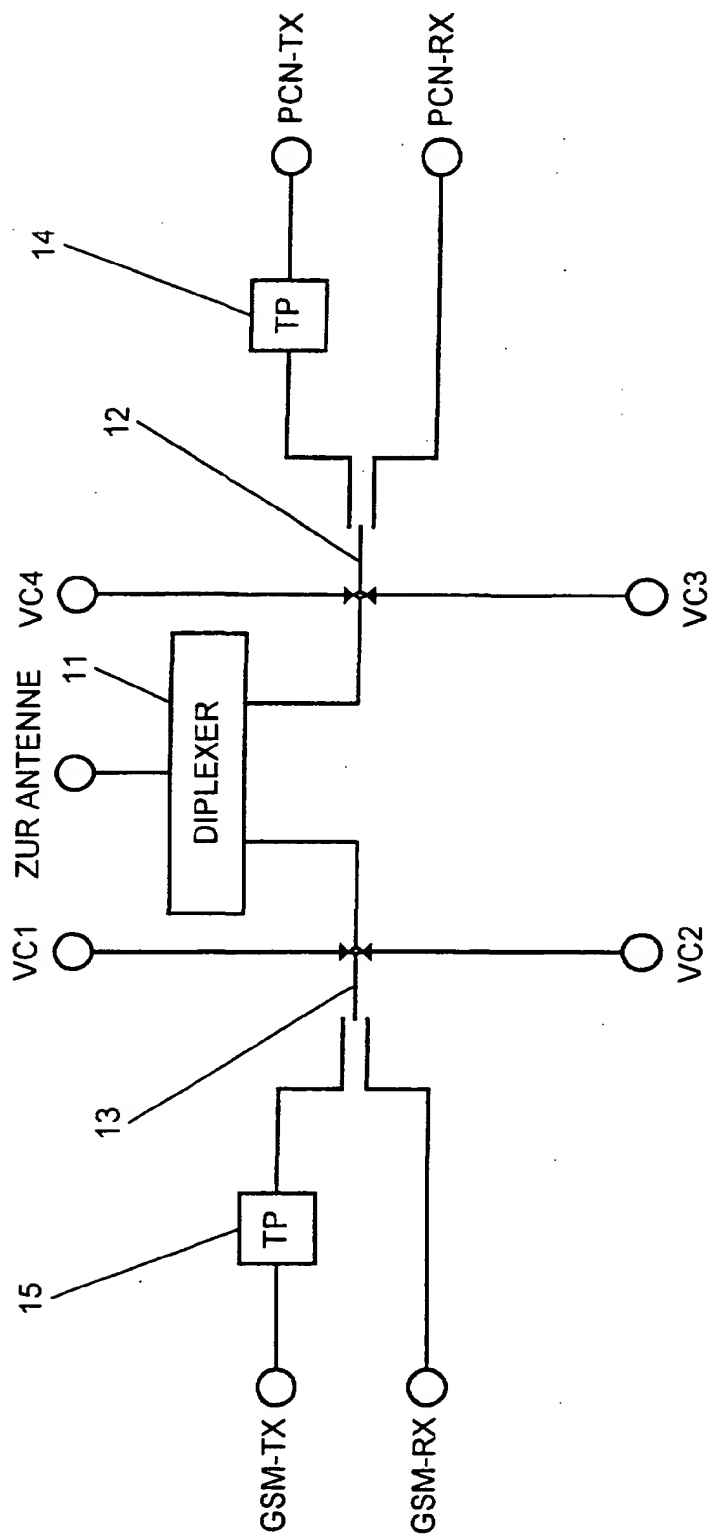 ZUR ANTENNE
VC1
VC4
11
DIPLEXER
12
14
13
15
TP
TP
GSM-TX
PCN-TX
GSM-RX
PCN-RX
VC2
VC3